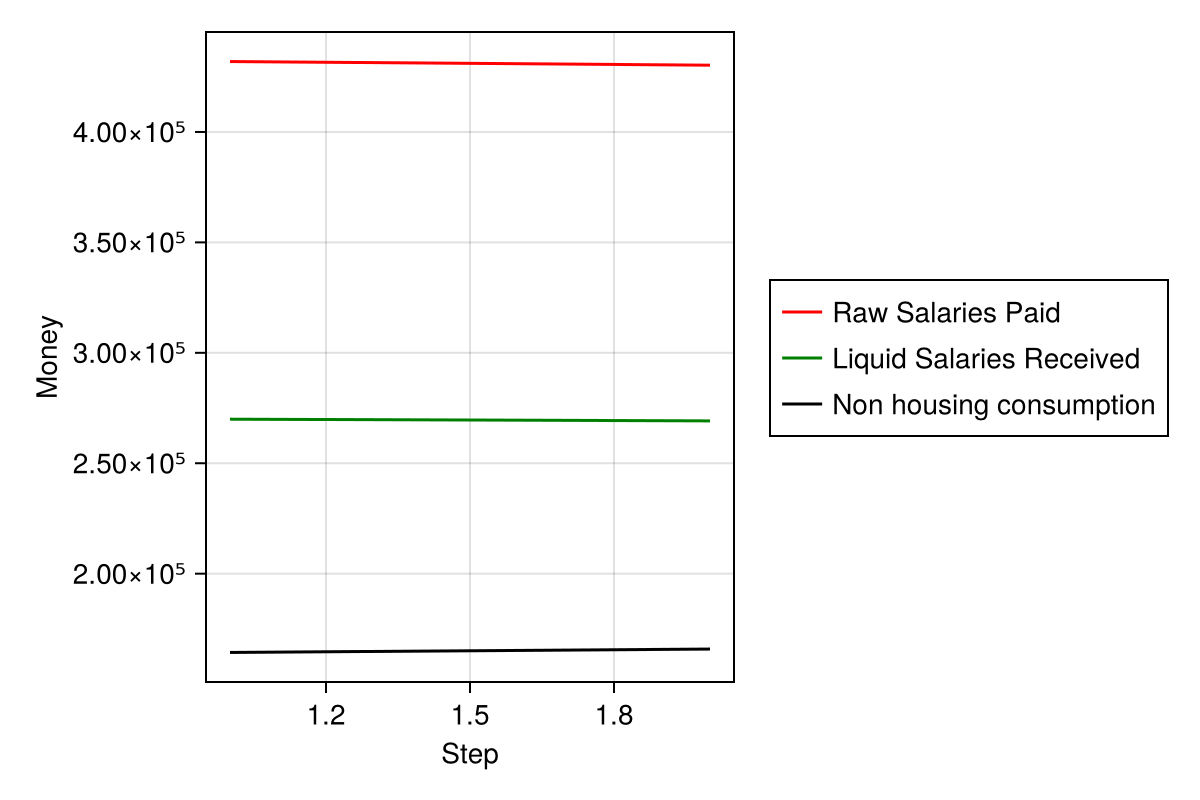 Money
4.00×10⁵
3.50×10⁵
3.00×10⁵
2.50×10⁵
2.00×10⁵
1.2 1.5 1.8
Step
Raw Salaries Paid
Liquid Salaries Received
Non housing consumption